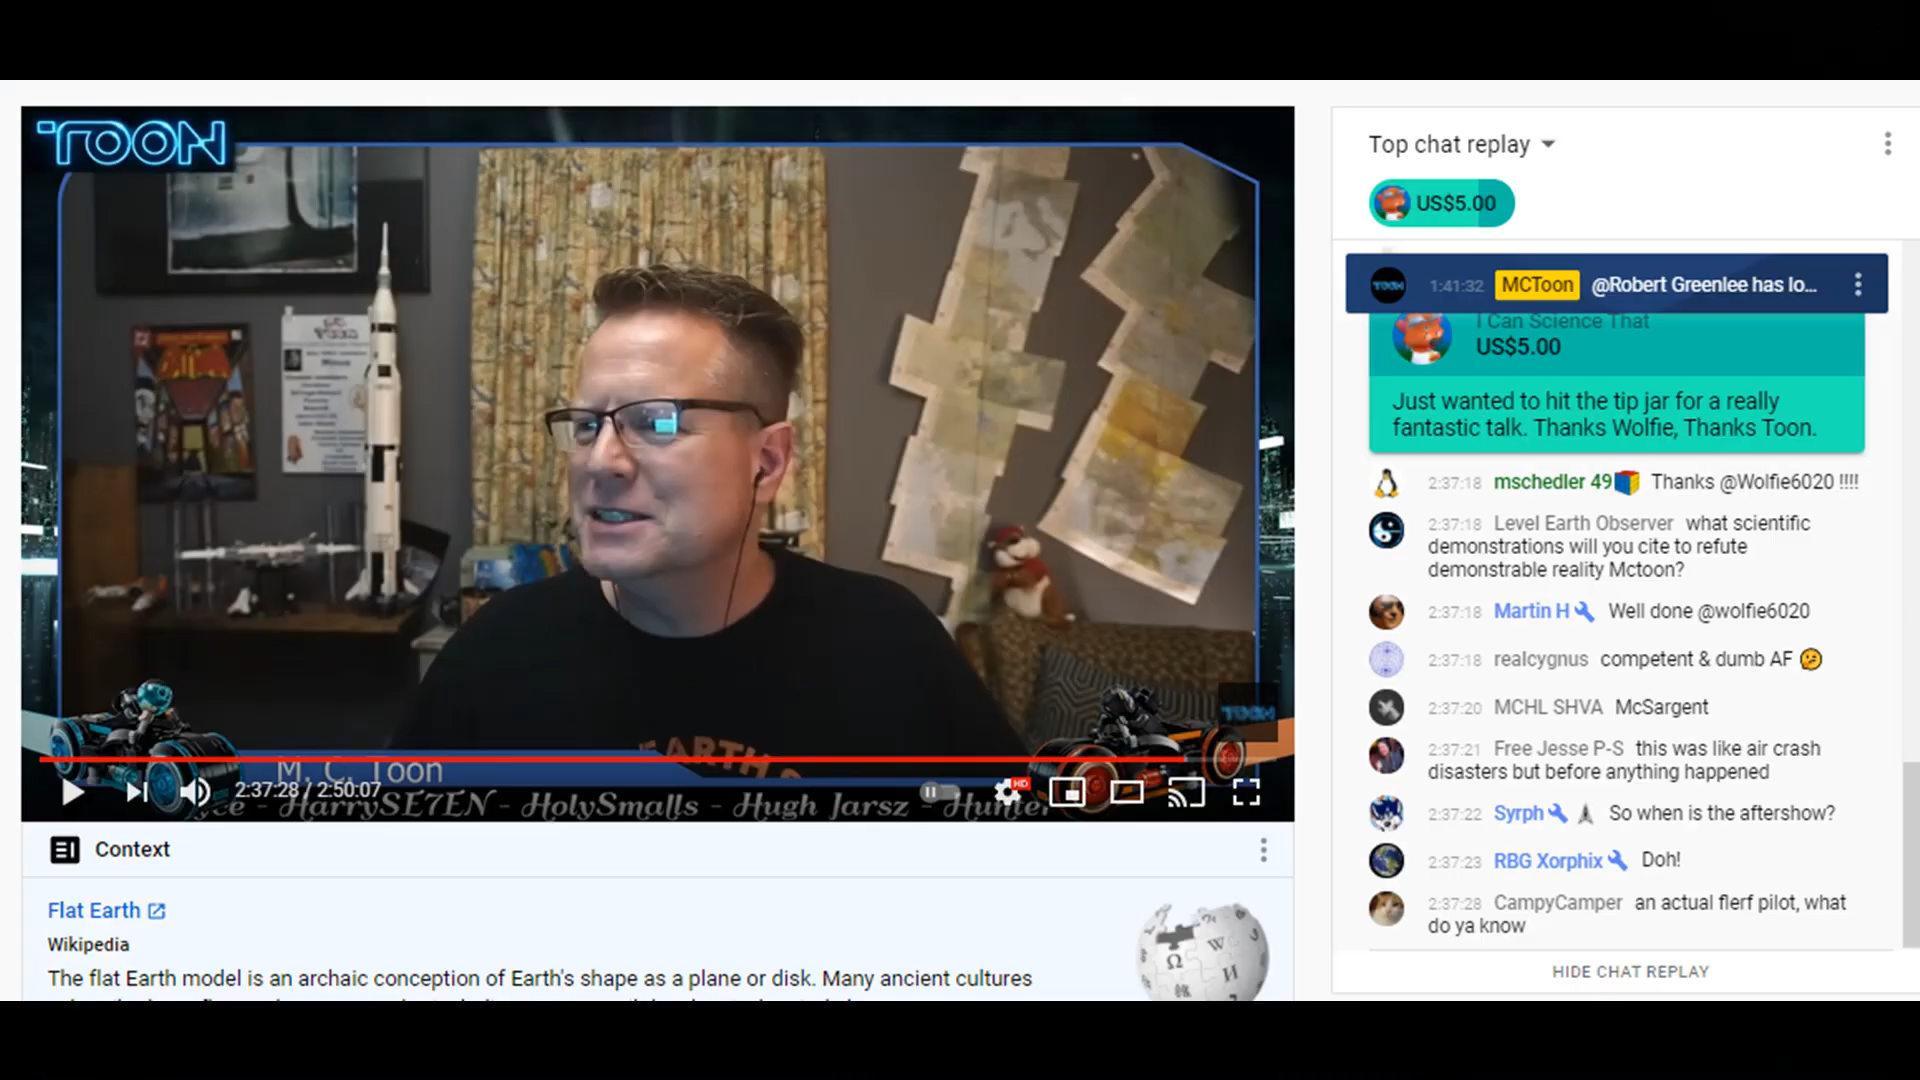 TOON
M. C. Toon
2:37:28 / 2:50:07
HD
HarrySE7EN - HolySmalls - Hugh Jarsz - Hunter
TOON
Context
Flat Earth
Wikipedia
The flat Earth model is an archaic conception of Earth's shape as a plane or disk. Many ancient cultures
Top chat replay
US$5.00
TOON 1:41:32 MCToon @Robert Greenlee has lo...
I Can Science That
US$5.00
Just wanted to hit the tip jar for a really
fantastic talk. Thanks Wolfie, Thanks Toon.
2:37:18 mschedler 49 Thanks @Wolfie6020 !!!!
2:37:18 Level Earth Observer what scientific
demonstrations will you cite to refute
demonstrable reality Mctoon?
2:37:18 Martin H Well done @wolfie6020
2:37:18 realcygnus competent & dumb AF
2:37:20 MCHL SHVA McSargent
2:37:21 Free Jesse P-S this was like air crash
disasters but before anything happened
2:37:22 Syrph So when is the aftershow?
2:37:23 RBG Xorphix Doh!
2:37:28 CampyCamper an actual flerf pilot, what
do ya know
HIDE CHAT REPLAY